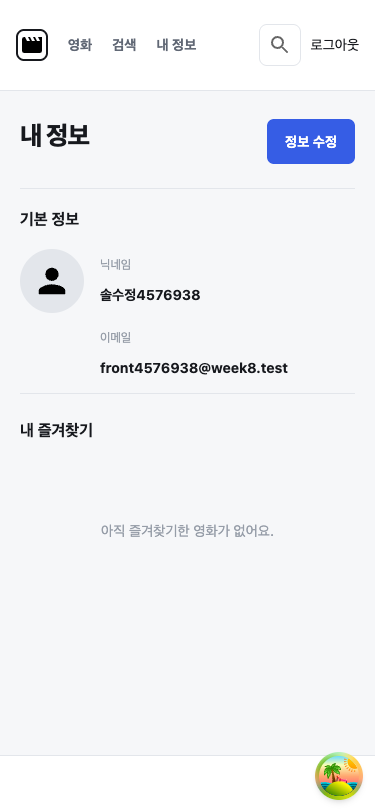 영화 검색 내 정보 로그아웃
내 정보
정보 수정
기본 정보
닉네임
솔수정4576938
이메일
front4576938@week8.test
내 즐겨찾기
아직 즐겨찾기한 영화가 없어요.